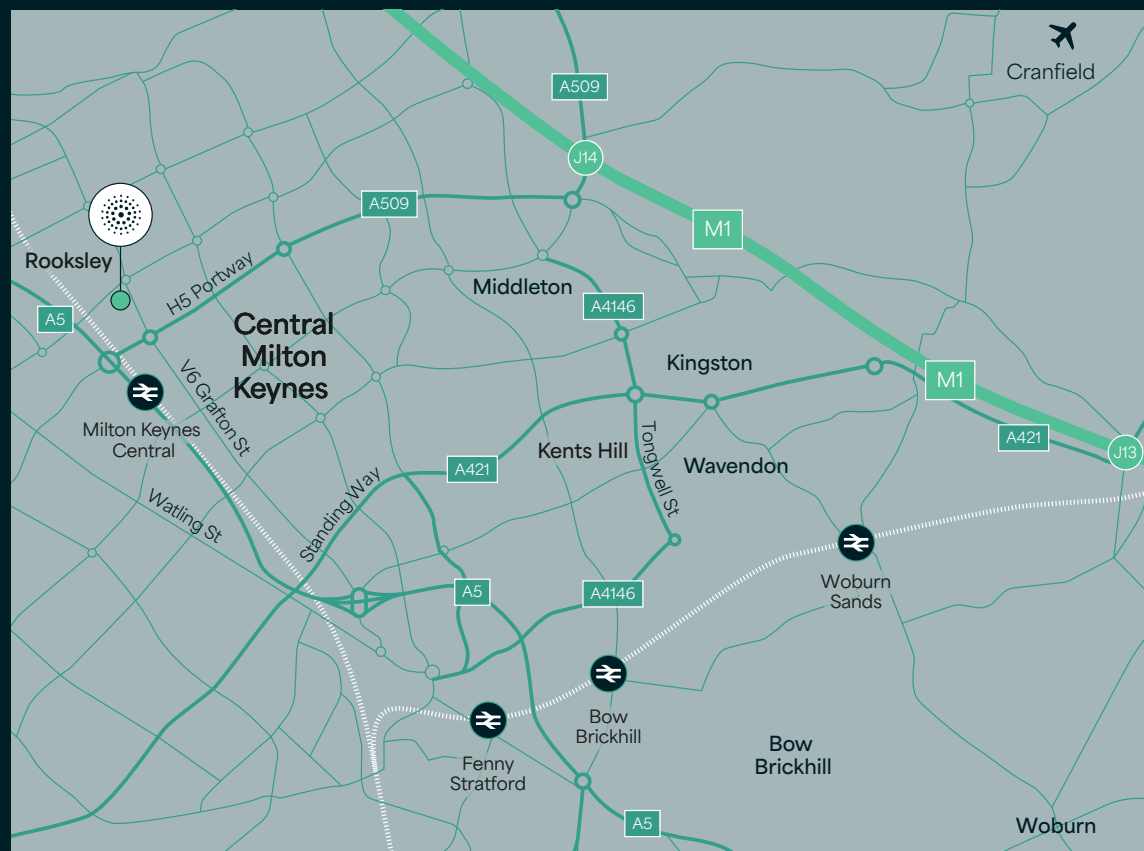 Cranfield
A509
J14
A509
M1
Rooksley
H5 Portway
Middleton
A4146
A5
Central
Milton
Keynes
Kingston
M1
V6 Grafton St
Milton Keynes
Central
Kents Hill
Tongwell St
Wavendon
A421
J13
A421
Standing Way
Watling St
Woburn
Sands
A5
A4146
Bow
Brickhill
Fenny
Stratford
Bow
Brickhill
A5
Woburn